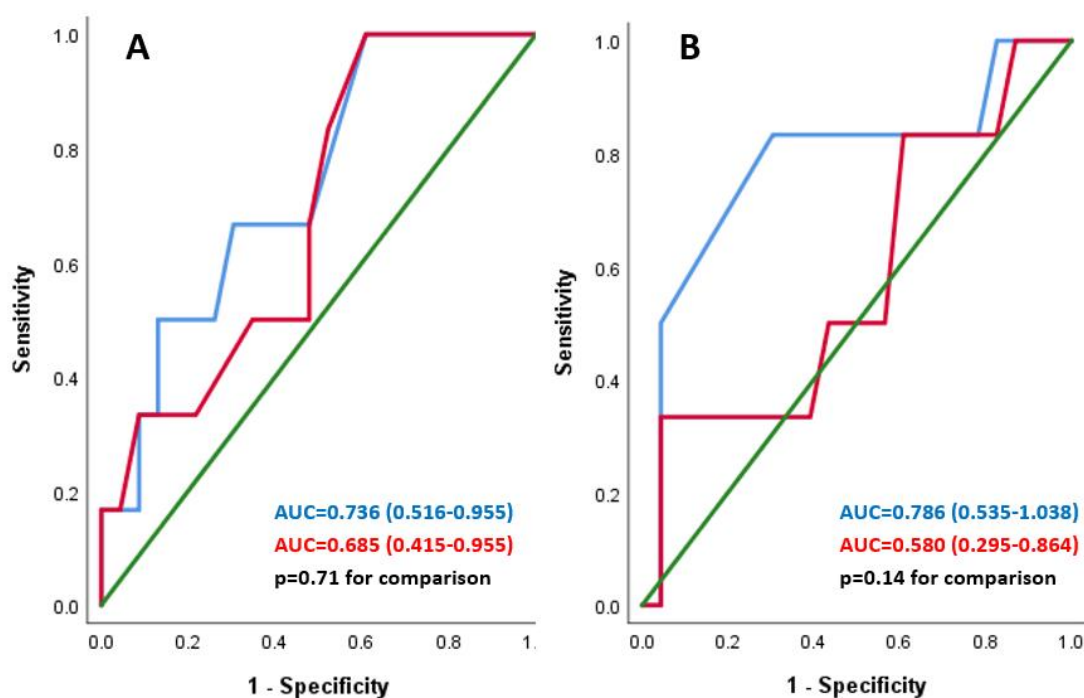 A
1.0
0.8
0.6
0.4
0.2
0.0
Sensitivity
AUC=0.736 (0.516-0.955)
AUC=0.685 (0.415-0.955)
p=0.71 for comparison
0.0 0.2 0.4 0.6 0.8 1.
1 - Specificity
B
1.0
0.8
0.6
0.4
0.2
0.0
Sensitivity
AUC=0.786 (0.535-1.038)
AUC=0.580 (0.295-0.864)
p=0.14 for comparison
0.0 0.2 0.4 0.6 0.8 1.0
1 - Specificity